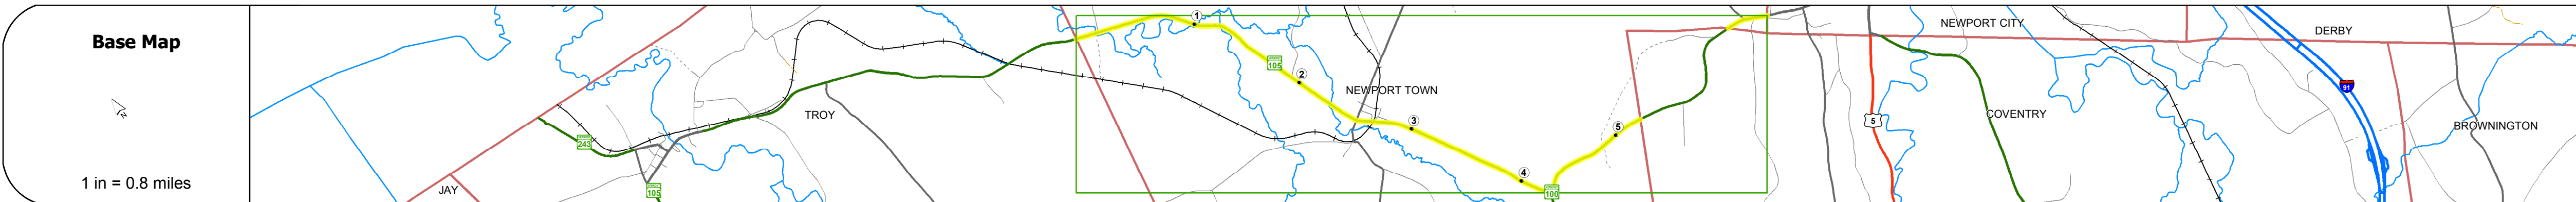 Base Map
N
1 in = 0.8 miles
JAY
243
105
TROY
1
105
2
NEWPORT TOWN
3
4
100
5
5
NEWPORT CITY
COVENTRY
DERBY
91
BROWNINGTON